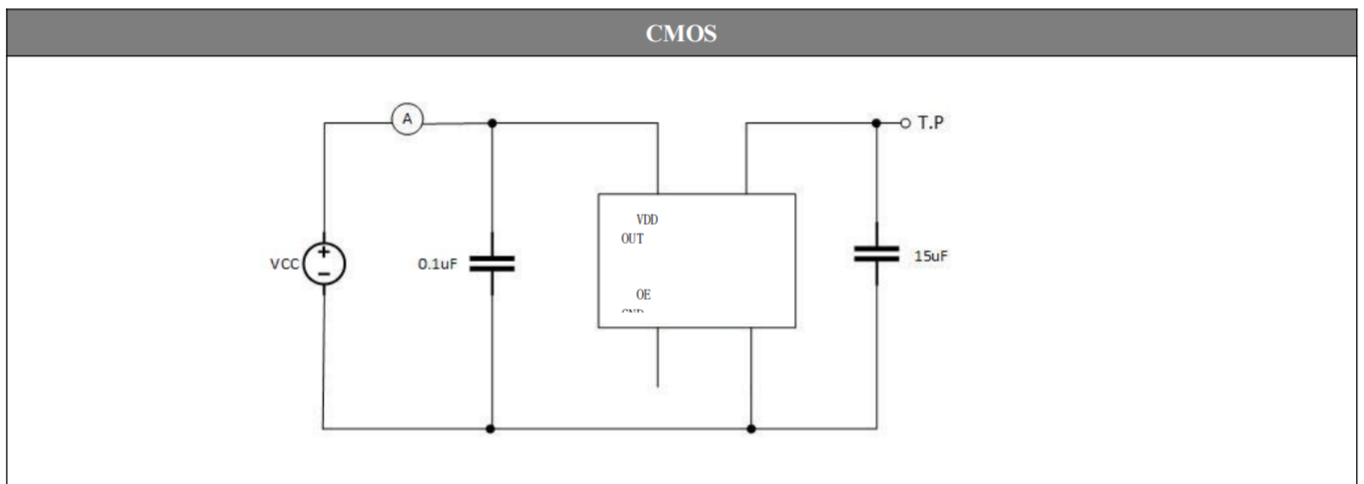 CMOS
A
T.P
VDD
OUT
VCC
+
-
0.1uF
15uF
OE